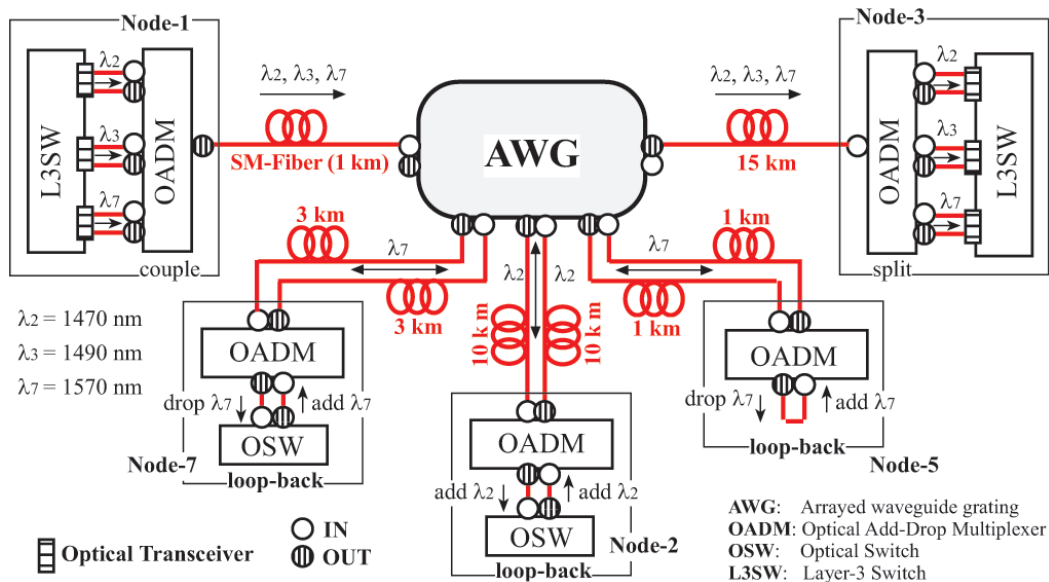 Node-1
Node-3
L3SW
λ2
λ3
λ7
OADM
couple
λ2, λ3, λ7
SM-Fiber (1 km)
AWG
λ2, λ3, λ7
15 km
OADM
λ2
λ3
λ7
L3SW
split
3 km
λ7
3 km
λ2
λ2
10 km
10 km
1 km
λ7
1 km
λ2 = 1470 nm
λ3 = 1490 nm
λ7 = 1570 nm
OADM
drop λ7
add λ7
OSW
Node-7
loop-back
OADM
add λ2
add λ2
OSW
Node-2
loop-back
OADM
drop λ7
add λ7
loop-back
Node-5
Optical Transceiver
IN
OUT
AWG: Arrayed waveguide grating
OADM: Optical Add-Drop Multiplexer
OSW: Optical Switch
L3SW: Layer-3 Switch